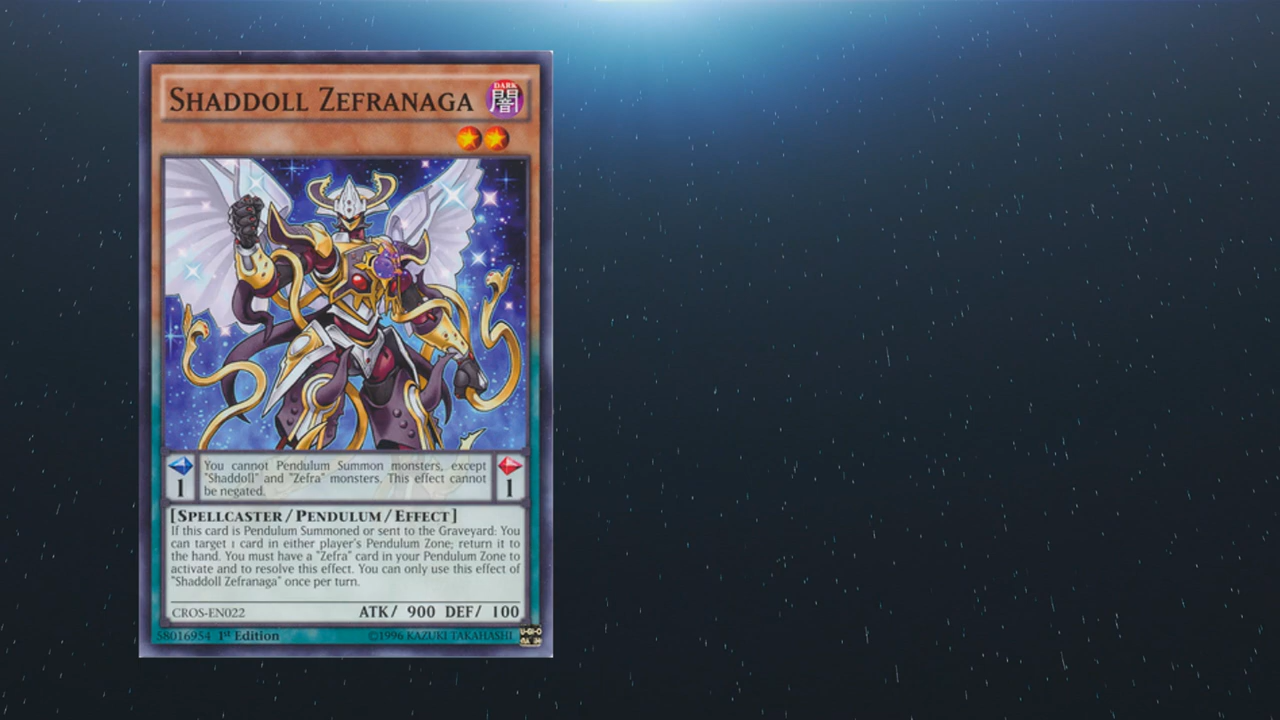 SHADDOLL ZEFRANAGA
DARK
闇
You cannot Pendulum Summon monsters, except
"Shaddoll" and "Zefra" monsters. This effect cannot
be negated.
1
1
[SPELLCASTER/PENDULUM/EFFECT]
If this card is Pendulum Summoned or sent to the Graveyard: You
can target 1 card in either player's Pendulum Zone; return it to
the hand. You must have a "Zefra" card in your Pendulum Zone to
activate and to resolve this effect. You can only use this effect of
"Shaddoll Zefranaga" once per turn.
CROS-EN022
ATK/ 900 DEF/ 100
58016954 1st Edition
©1996 KAZUKI TAKAHASHI